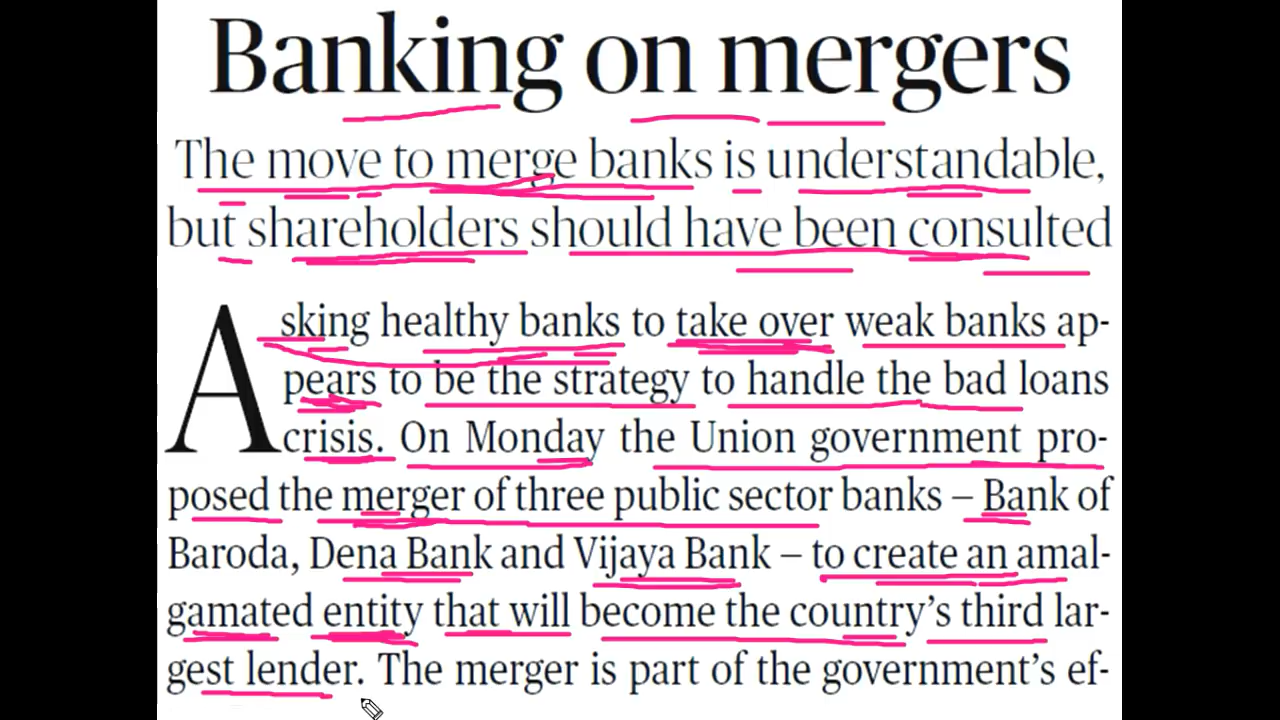 Banking on mergers
The move to merge banks is understandable,
but shareholders should have been consulted
Asking healthy banks to take over weak banks ap-
pears to be the strategy to handle the bad loans
crisis. On Monday the Union government pro-
posed the merger of three public sector banks – Bank of
Baroda, Dena Bank and Vijaya Bank – to create an amal-
gamated entity that will become the country’s third lar-
gest lender. The merger is part of the government’s ef-